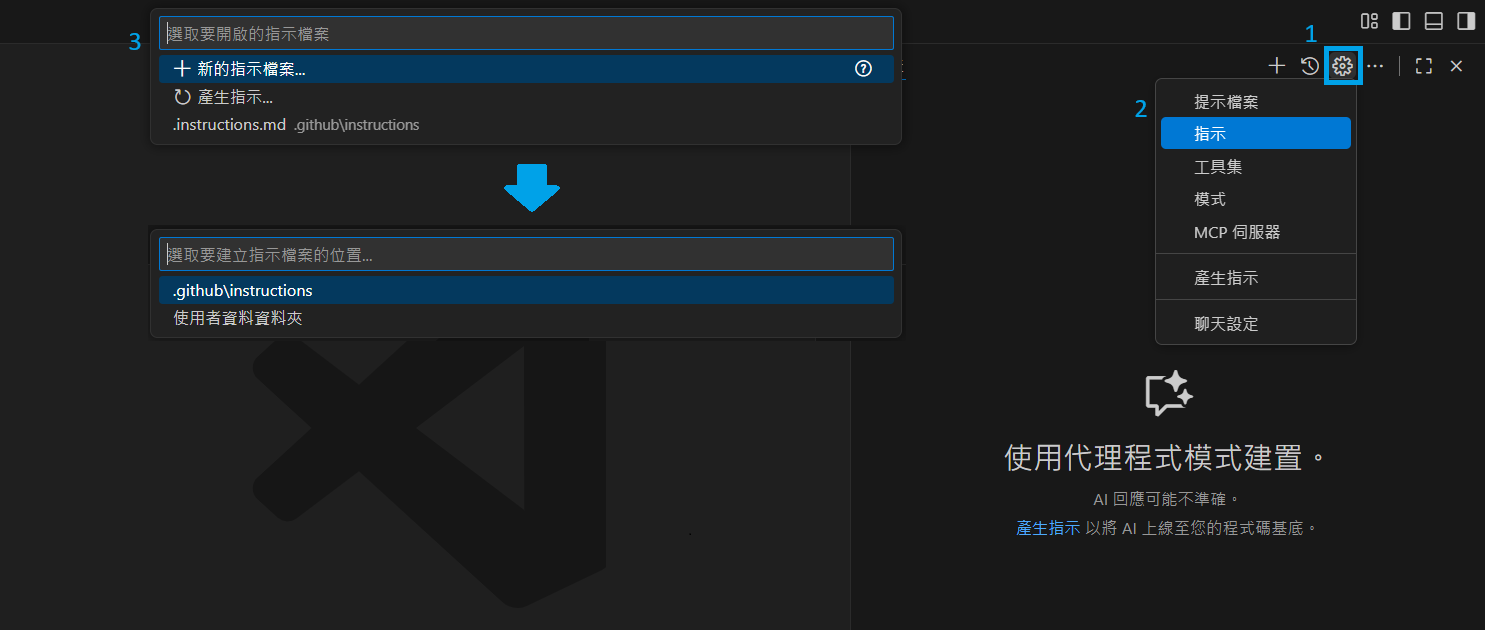 3
選取要開啟的指示檔案
新的指示檔案...
產生指示...
.instructions.md .github\instructions
選取要建立指示檔案的位置...
.github\instructions
使用者資料資料夾
1
2
提示檔案
指示
工具集
模式
MCP 伺服器
產生指示
聊天設定
使用代理程式模式建置。
AI 回應可能不準確。
產生指示 以將 AI 上線至您的程式碼基底。